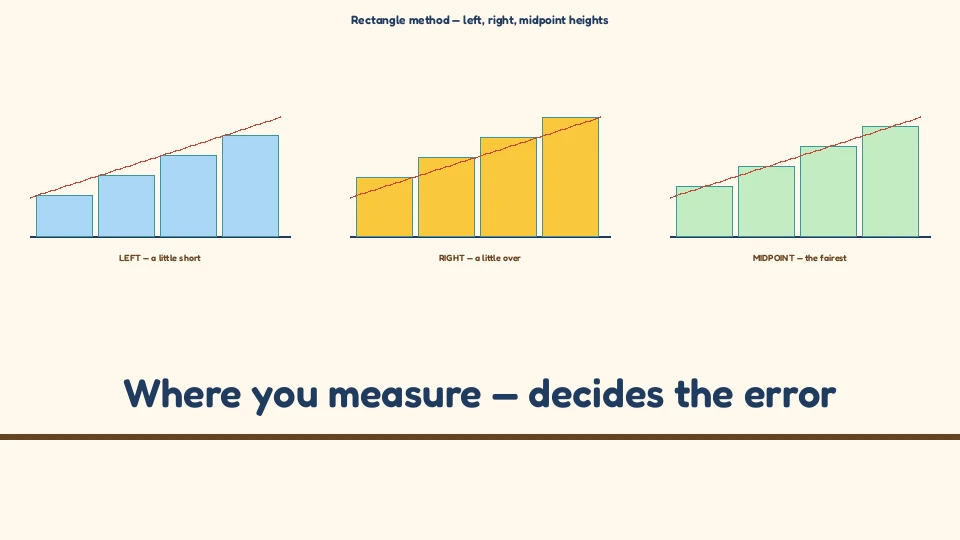 Rectangle method — left, right, midpoint heights
LEFT — a little short
RIGHT — a little over
MIDPOINT — the fairest
Where you measure — decides the error